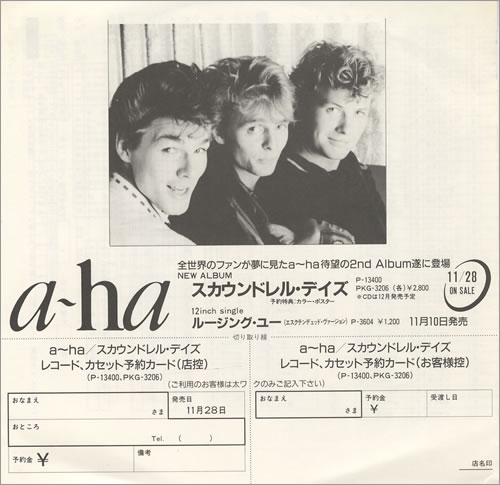 全世界のファンが夢に見たa〜ha待望の2nd Album遂に登場
NEW ALBUM
スカウンドレル・デイズ
予約特典:カラー・ポスター
P-13400
PKG-3206 (各)￥2,800
※CDは12月発売予定
11/28
ON SALE
a~ha
12inch single
ルージング・ユー(エクステンデッド・ヴァージョン) P-3604 ￥1,200 11月10日発売
切り取り線
a〜ha/スカウンドレル・デイズ
レコード、カセット予約カード(店控)
(P-13400、PKG-3206)
(ご利用のお客様は太ワクのみご記入下さい)
おなまえ
さま
発売日
11月28日
おところ
Tel. ( )
予約金 ￥
備考
a〜ha/スカウンドレル・デイズ
レコード、カセット予約カード(お客様控)
(P-13400、PKG-3206)
おなまえ
さま
予約金
￥
受渡し日
店名印